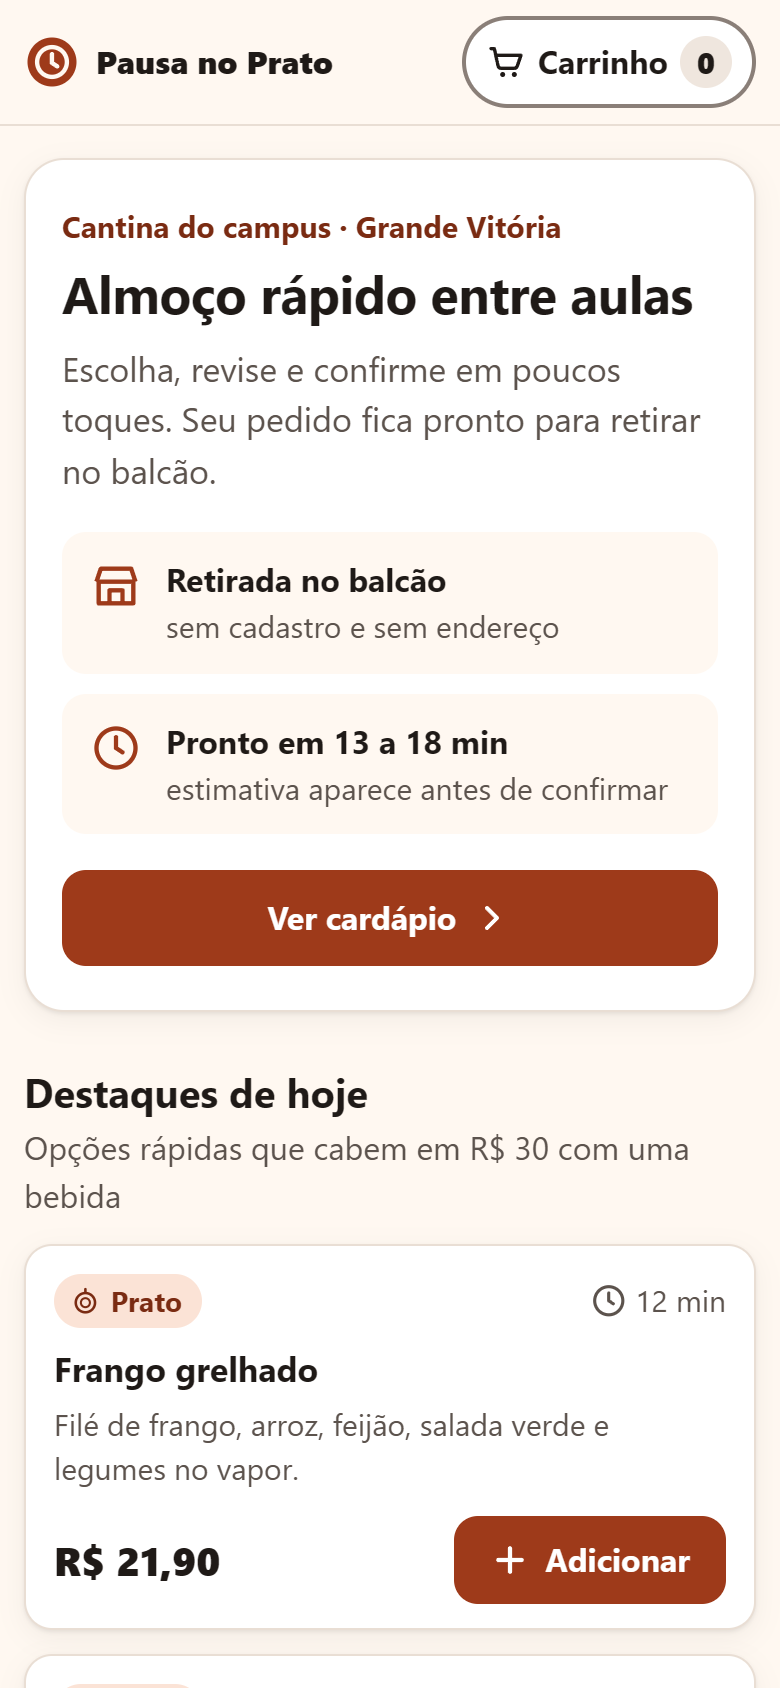 Pausa no Prato
Carrinho 0
Cantina do campus · Grande Vitória
Almoço rápido entre aulas
Escolha, revise e confirme em poucos
toques. Seu pedido fica pronto para retirar
no balcão.
Retirada no balcão
sem cadastro e sem endereço
Pronto em 13 a 18 min
estimativa aparece antes de confirmar
Ver cardápio
Destaques de hoje
Opções rápidas que cabem em R$ 30 com uma
bebida
Prato
12 min
Frango grelhado
Filé de frango, arroz, feijão, salada verde e
legumes no vapor.
R$ 21,90
Adicionar